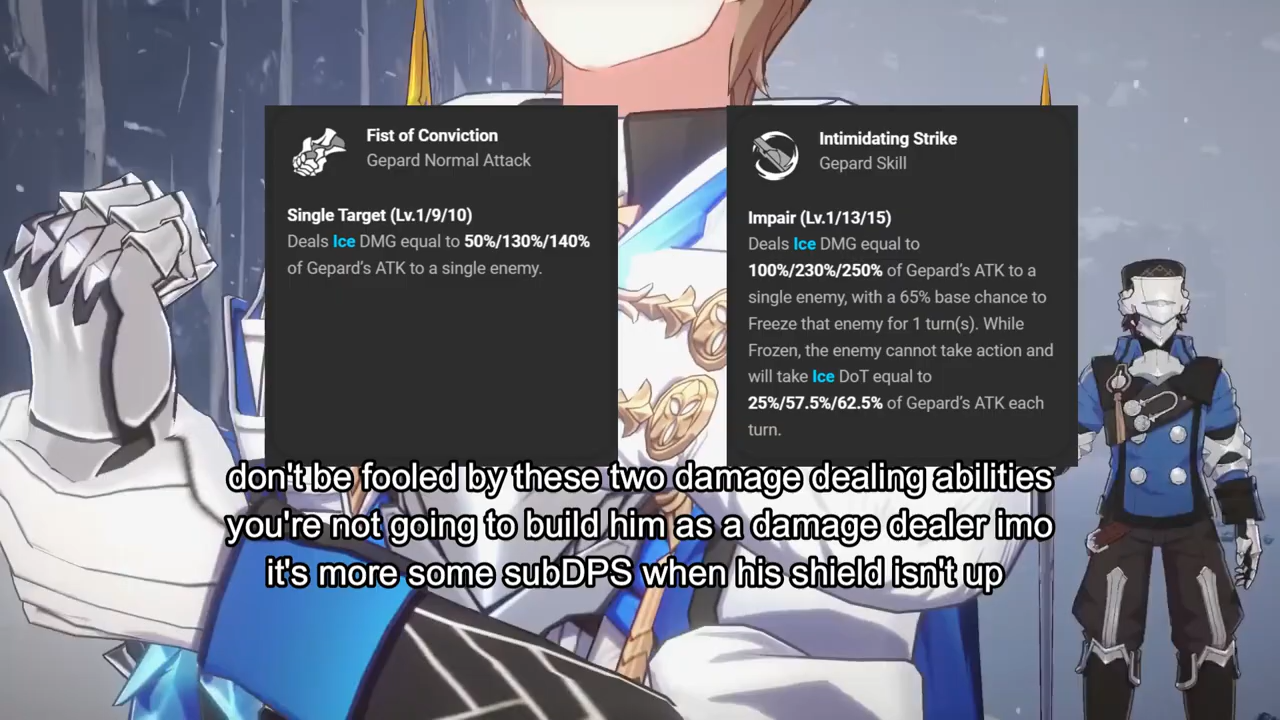 Fist of Conviction
Gepard Normal Attack
Single Target (Lv.1/9/10)
Deals Ice DMG equal to 50%/130%/140%
of Gepard's ATK to a single enemy.
Intimidating Strike
Gepard Skill
Impair (Lv.1/13/15)
Deals Ice DMG equal to
100%/230%/250% of Gepard's ATK to a
single enemy, with a 65% base chance to
Freeze that enemy for 1 turn(s). While
Frozen, the enemy cannot take action and
will take Ice DoT equal to
25%/57.5%/62.5% of Gepard's ATK each
turn.
don't be fooled by these two damage dealing abilities
you're not going to build him as a damage dealer imo
it's more some subDPS when his shield isn't up